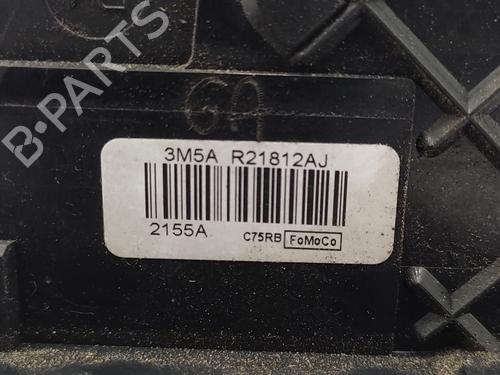 B-PARTS
GA
3M5A R21812AJ
2155A
C75RB FoMoCo